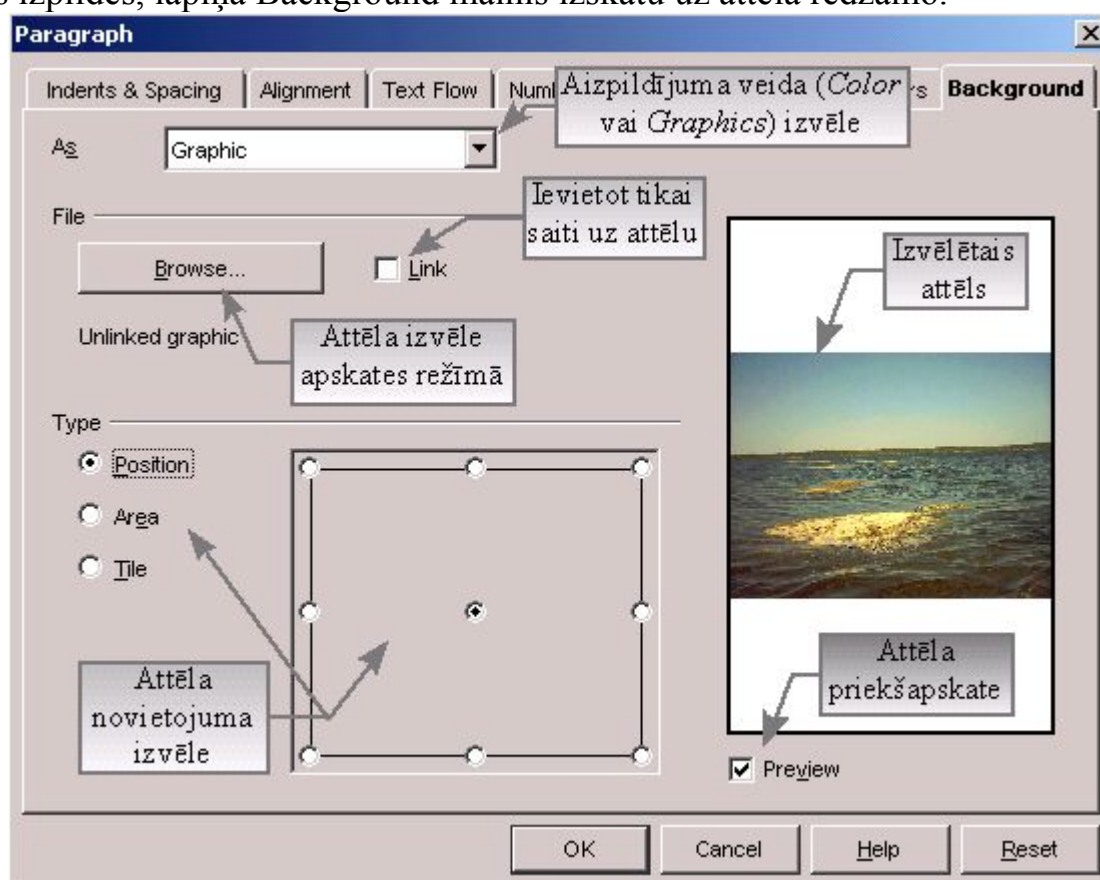 izpildes, lapiņa Background mainīs izskatu uz attēlā redzamo:
Paragraph
Indents & Spacing Alignment Text Flow Numb Background
Aizpildījuma veida (Color
vai Graphics) izvēle
As Graphic
Ievietot tikai
saiti uz attēlu
File
Browse... Link
Izvēlētais
attēls
Unlinked graphic
Attēla izvēle
apskates režīmā
Type
Position
Area
Tile
Attēla
novietojuma
izvēle
Attēla
priekšapskate
Preview
OK Cancel Help Reset